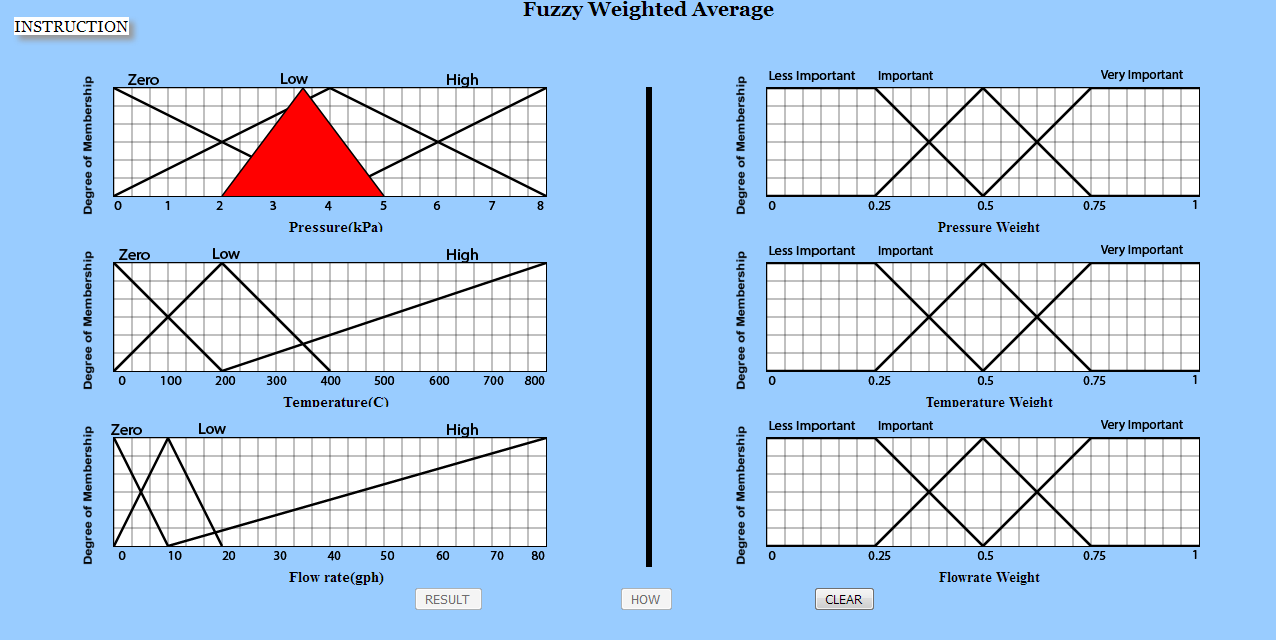 Fuzzy Weighted Average
INSTRUCTION
Zero Low High
Degree of Membership
0 1 2 3 4 5 6 7 8
Pressure(kPa)
Less Important Important Very Important
Degree of Membership
0 0.25 0.5 0.75 1
Pressure Weight
Zero Low High
Degree of Membership
0 100 200 300 400 500 600 700 800
Temperature(C)
Less Important Important Very Important
Degree of Membership
0 0.25 0.5 0.75 1
Temperature Weight
Zero Low High
Degree of Membership
0 10 20 30 40 50 60 70 80
Flow rate(gph)
Less Important Important Very Important
Degree of Membership
0 0.25 0.5 0.75 1
Flowrate Weight
RESULT HOW CLEAR